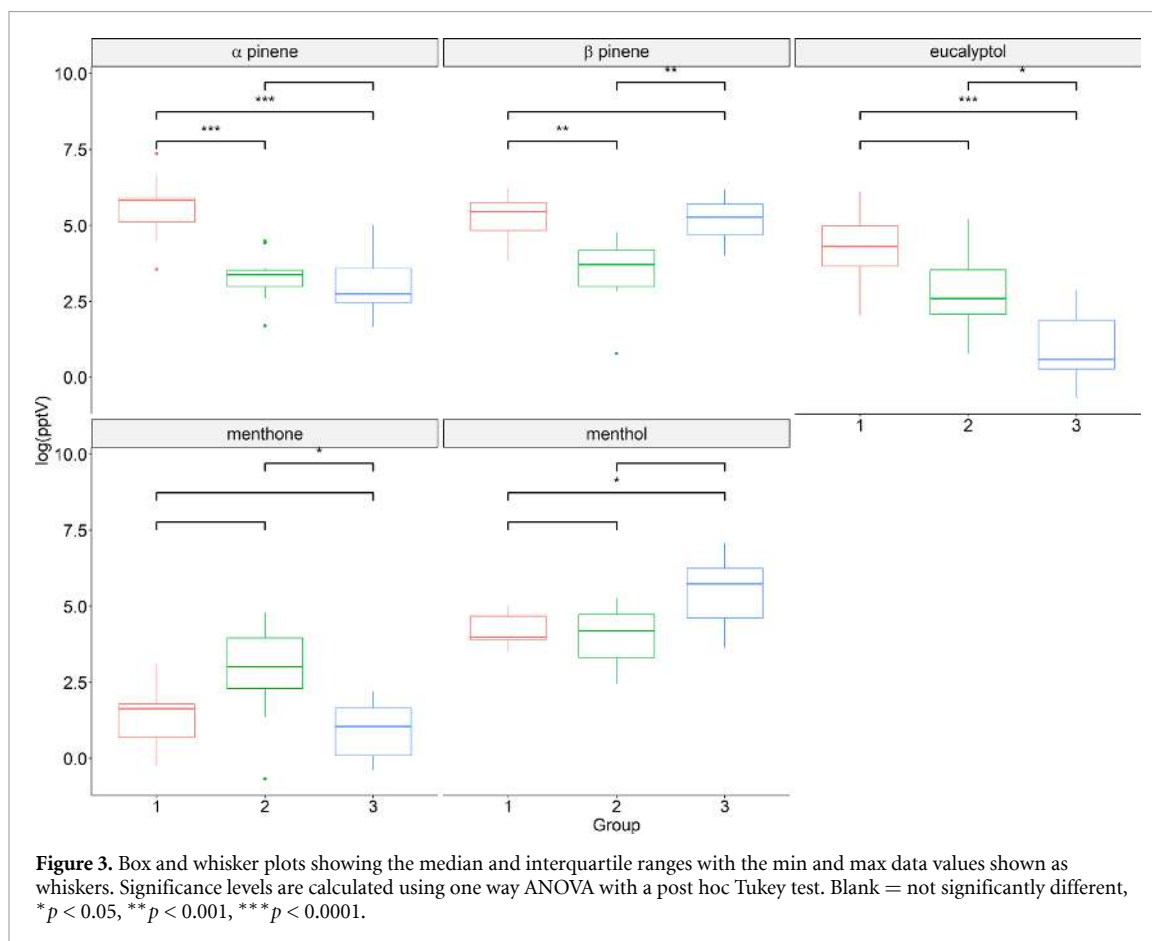 α pinene
β pinene
eucalyptol
10.0
7.5
5.0
2.5
0.0
***
***
**
**
***
*
1
2
3
log(pptV)
menthone
menthol
10.0
7.5
5.0
2.5
0.0
*
*
1
2
3
1
2
3
Group
Figure 3. Box and whisker plots showing the median and interquartile ranges with the min and max data values shown as
whiskers. Significance levels are calculated using one way ANOVA with a post hoc Tukey test. Blank = not significantly different,
*p < 0.05, **p < 0.001, ***p < 0.0001.